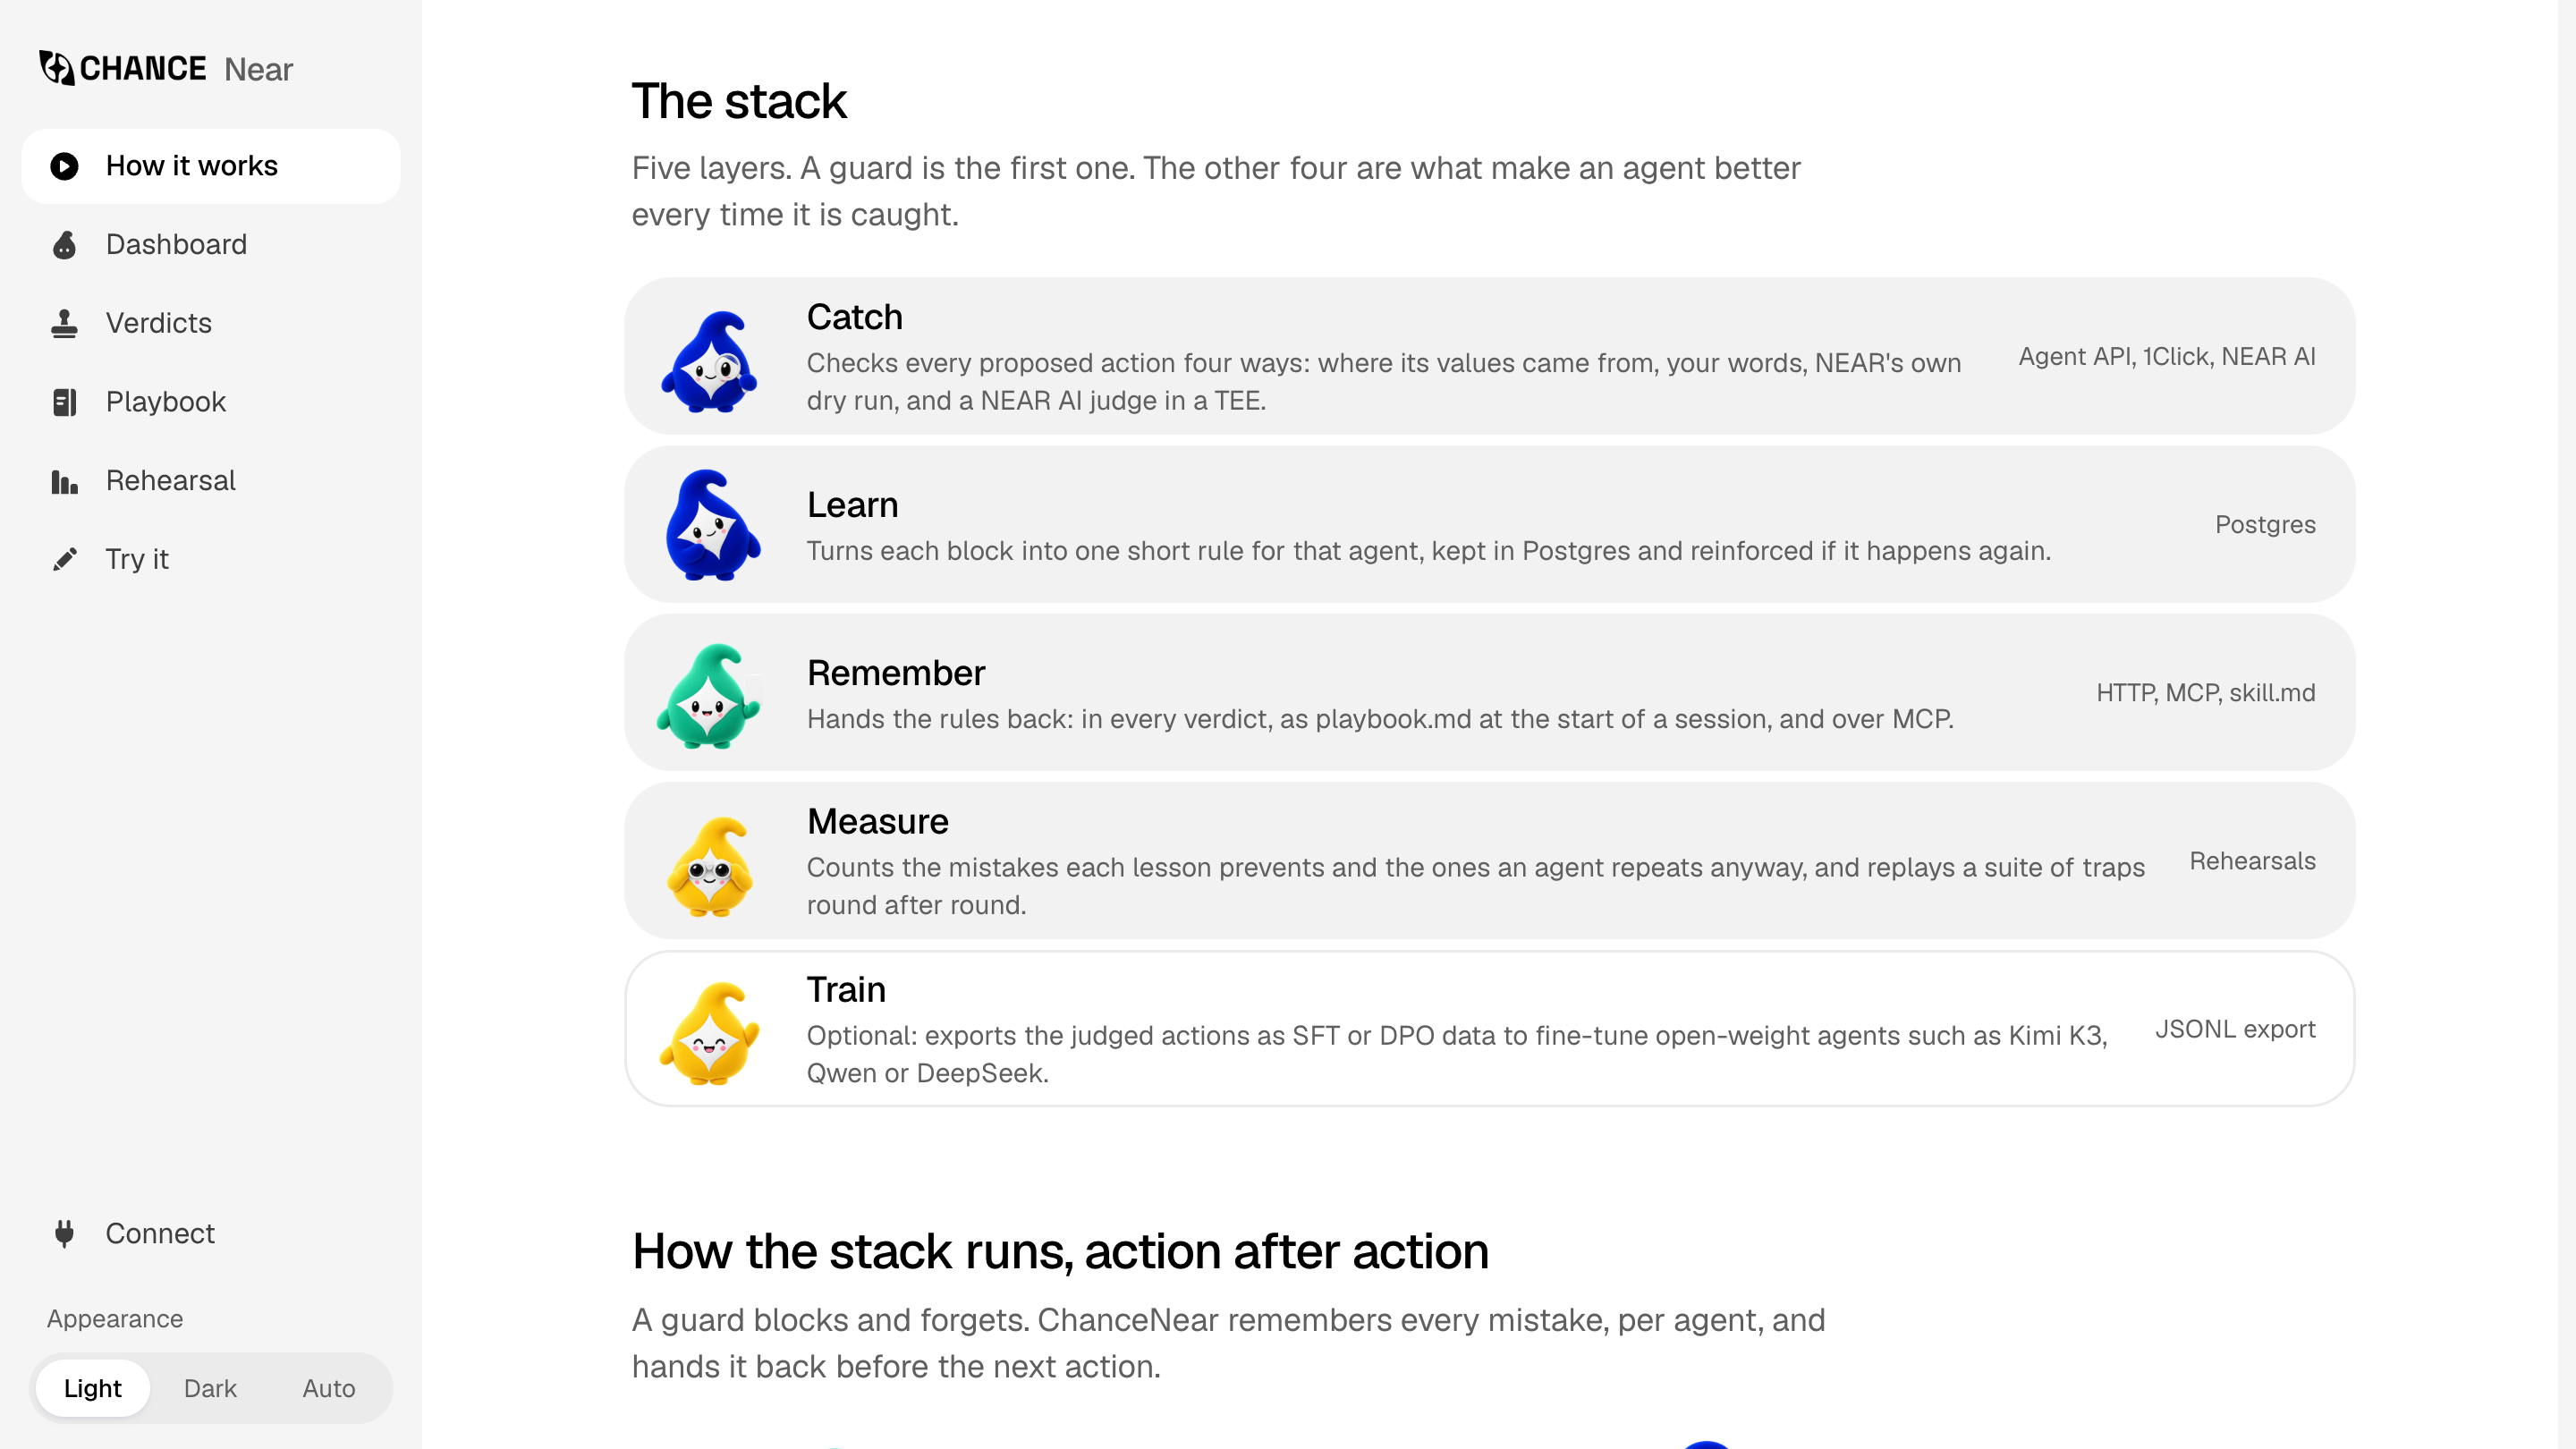 CHANCE Near
How it works
Dashboard
Verdicts
Playbook
Rehearsal
Try it
Connect
Appearance
Light
Dark
Auto
The stack
Five layers. A guard is the first one. The other four are what make an agent better
every time it is caught.
Catch
Checks every proposed action four ways: where its values came from, your words, NEAR's own
dry run, and a NEAR AI judge in a TEE.
Agent API, 1Click, NEAR AI
Learn
Turns each block into one short rule for that agent, kept in Postgres and reinforced if it happens again.
Postgres
Remember
Hands the rules back: in every verdict, as playbook.md at the start of a session, and over MCP.
HTTP, MCP, skill.md
Measure
Counts the mistakes each lesson prevents and the ones an agent repeats anyway, and replays a suite of traps
round after round.
Rehearsals
Train
Optional: exports the judged actions as SFT or DPO data to fine-tune open-weight agents such as Kimi K3,
Qwen or DeepSeek.
JSONL export
How the stack runs, action after action
A guard blocks and forgets. ChanceNear remembers every mistake, per agent, and
hands it back before the next action.